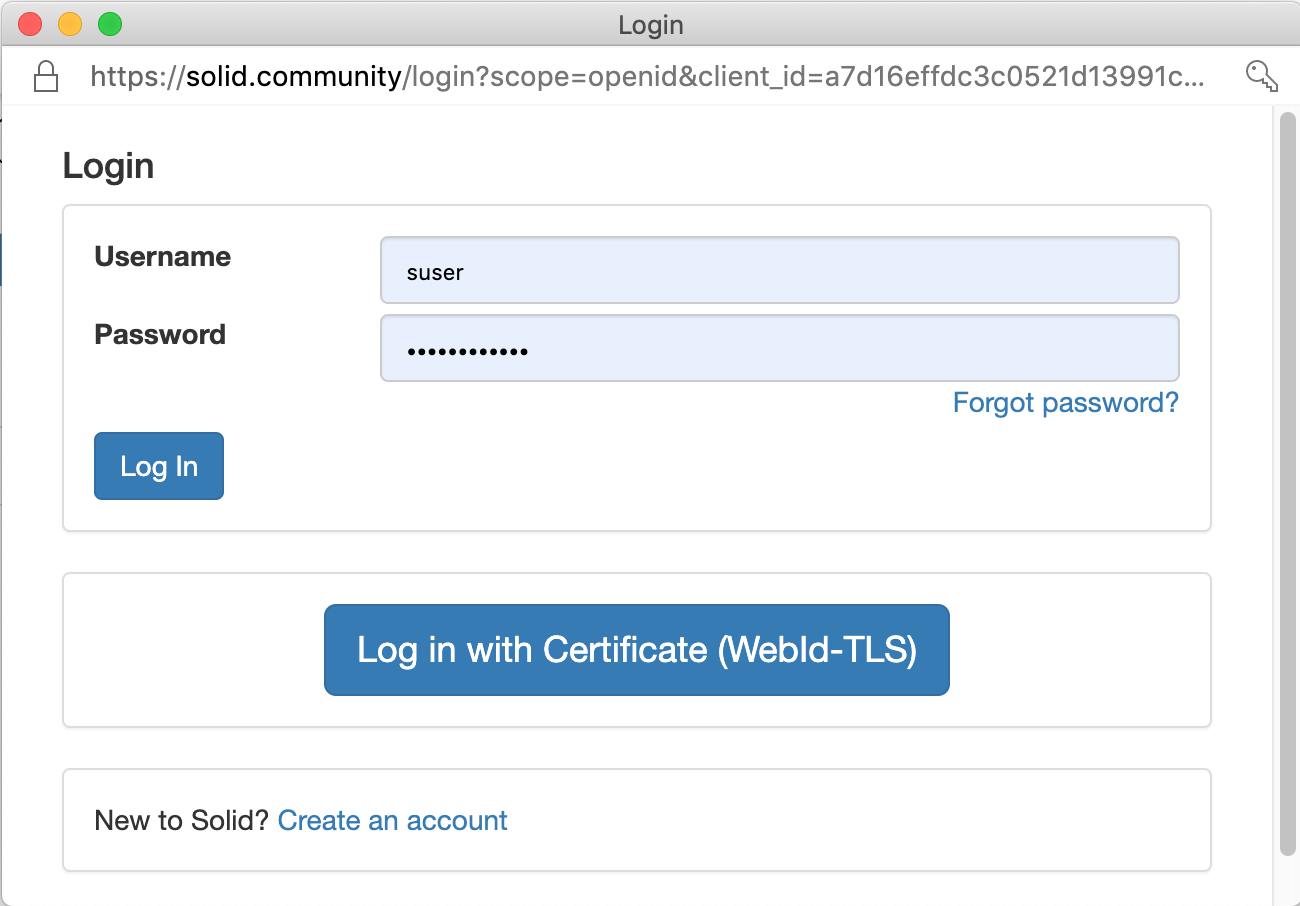 Login
https://solid.community/login?scope=openid&client_id=a7d16effdc3c0521d13991c...
Login
Username
suser
Password
••••••••••••
Forgot password?
Log In
Log in with Certificate (WebId-TLS)
New to Solid? Create an account